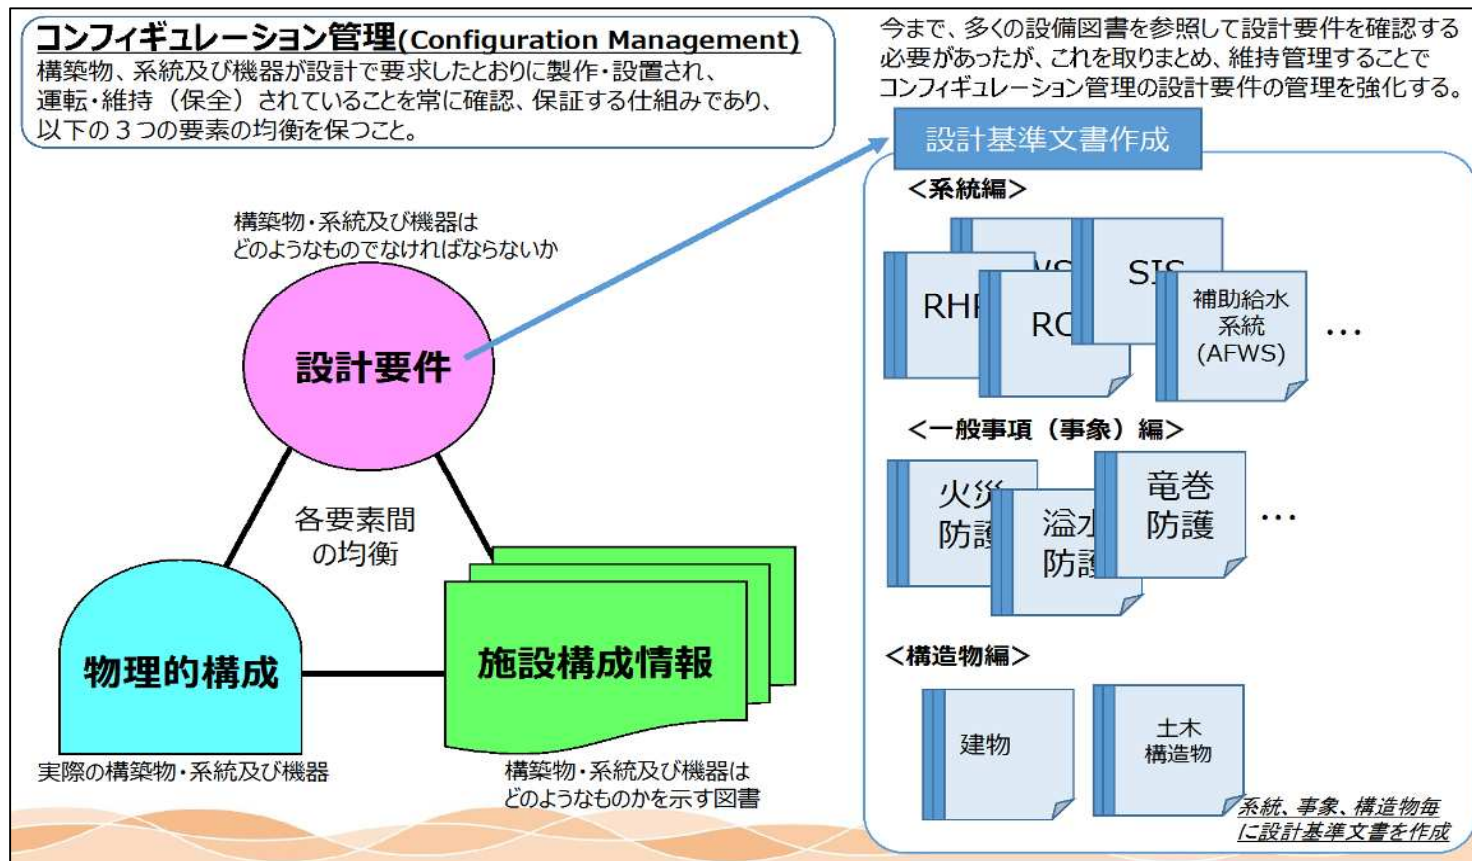 コンフィギュレーション管理(Configuration Management)
構築物、系統及び機器が設計で要求したとおりに製作・設置され、
運転・維持（保全）されていることを常に確認、保証する仕組みであり、
以下の３つの要素の均衡を保つこと。
今まで、多くの設備図書を参照して設計要件を確認する
必要があったが、これを取りまとめ、維持管理することで
コンフィギュレーション管理の設計要件の管理を強化する。
構築物・系統及び機器は
どのようなものでなければならないか
設計要件
各要素間
の均衡
物理的構成
実際の構築物・系統及び機器
施設構成情報
構築物・系統及び機器は
どのようなものかを示す図書
設計基準文書作成
＜系統編＞
SIS
補助給水
系統
(AFWS)
…
＜一般事項（事象）編＞
火災
防護
溢水
防護
竜巻
防護
…
＜構造物編＞
建物
土木
構造物
系統、事象、構造物毎
に設計基準文書を作成